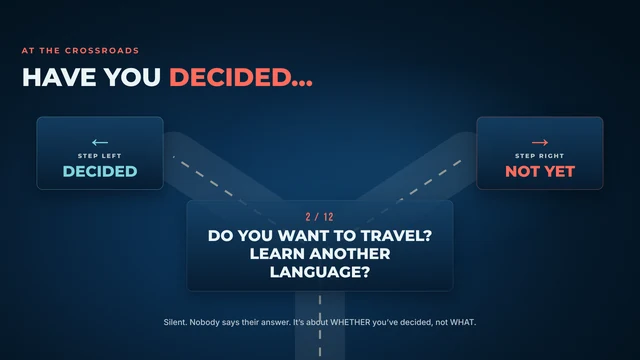 AT THE CROSSROADS
HAVE YOU DECIDED...
←
STEP LEFT
DECIDED
→
STEP RIGHT
NOT YET
2 / 12
DO YOU WANT TO TRAVEL?
LEARN ANOTHER
LANGUAGE?
Silent. Nobody says their answer. It's about WHETHER you've decided, not WHAT.